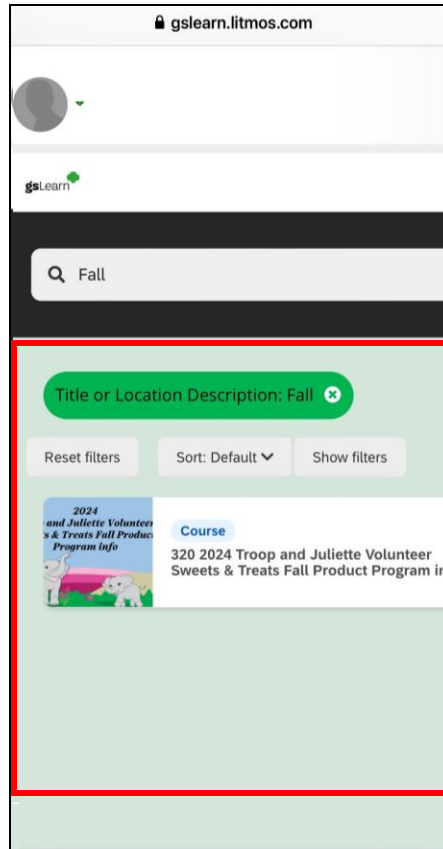 gslearn.litmos.com
gsLearn
Fall
Title or Location Description: Fall
Reset filters Sort: Default Show filters
2024
and Juliette Volunteer
s & Treats Fall Produc
Program info
Course
320 2024 Troop and Juliette Volunteer
Sweets & Treats Fall Product Program in